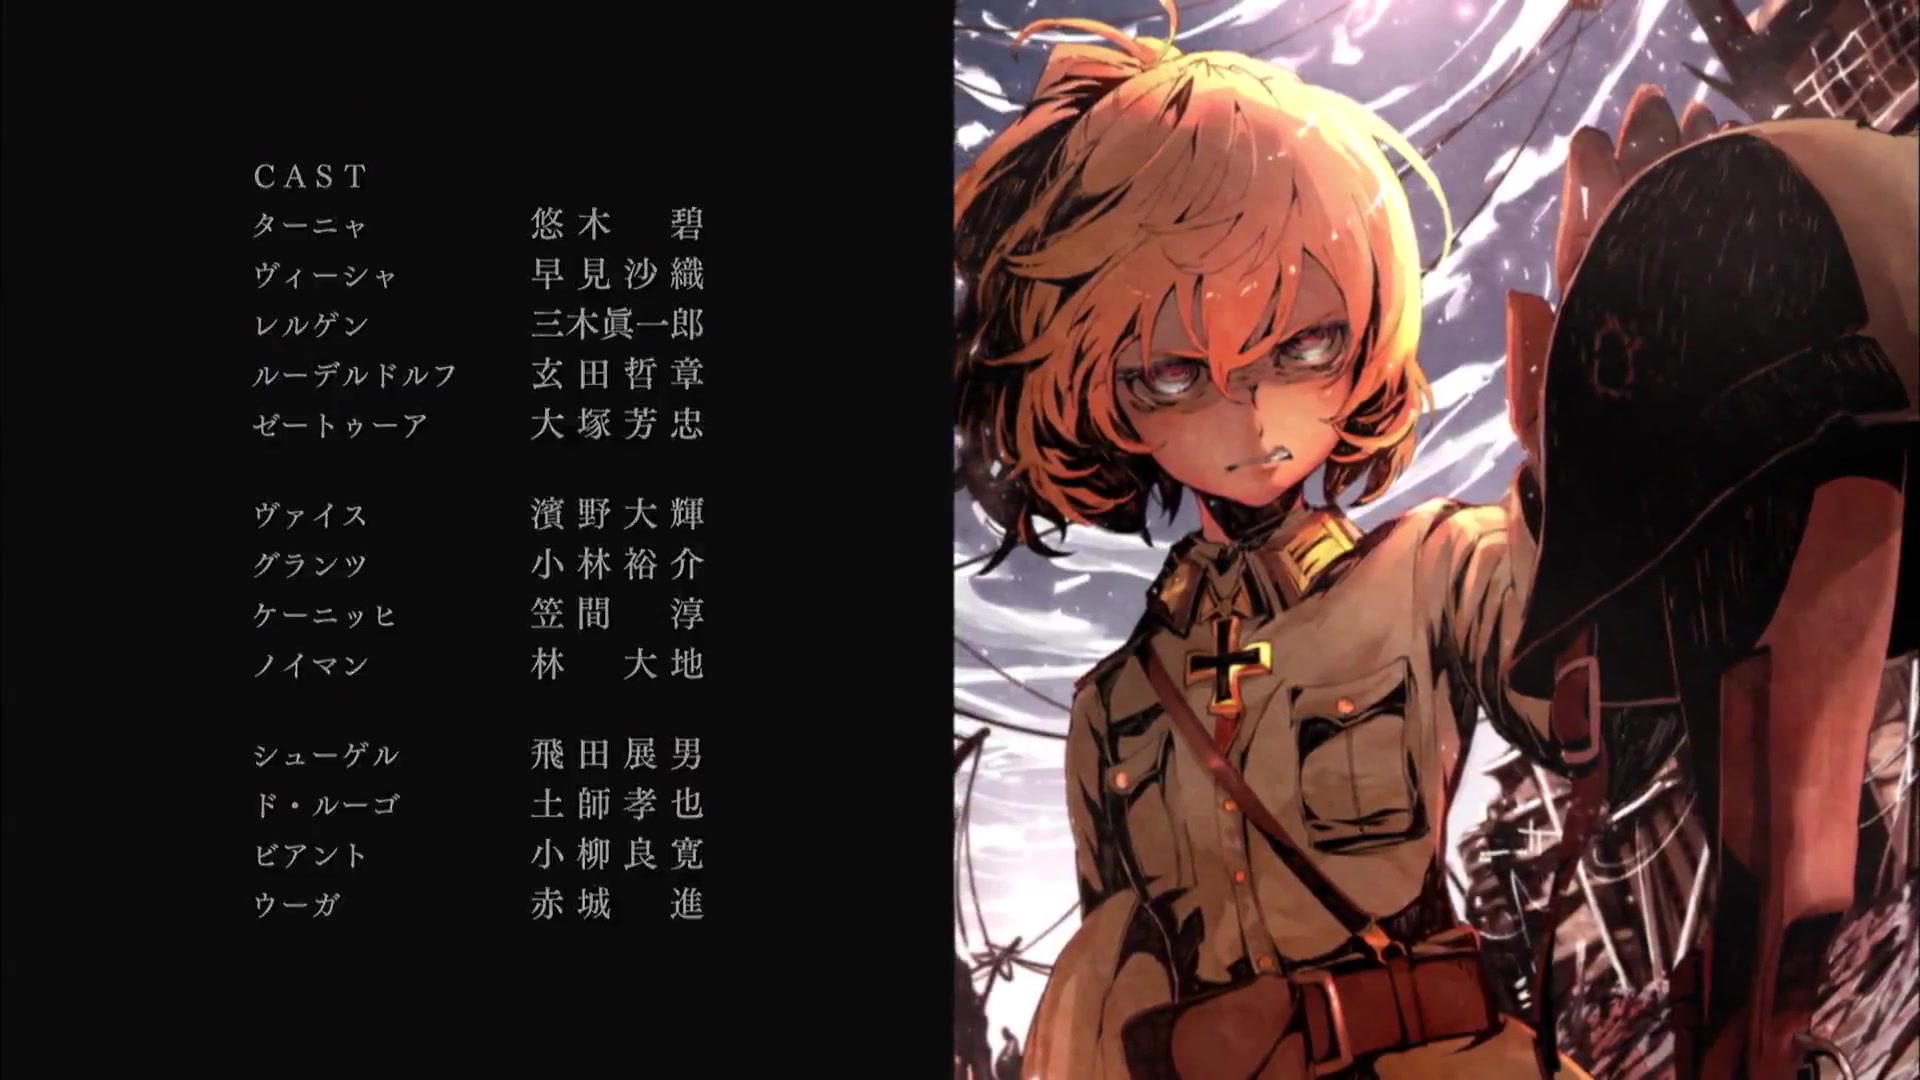 CAST
ターニャ 悠木 碧
ヴィーシャ 早見沙織
レルゲン 三木眞一郎
ルーデルドルフ 玄田哲章
ゼートゥーア 大塚芳忠
ヴァイス 濱野大輝
グランツ 小林裕介
ケーニッヒ 笠間 淳
ノイマン 林 大地
シューゲル 飛田展男
ド・ルーゴ 土師孝也
ビアント 小柳良寛
ウーガ 赤城 進